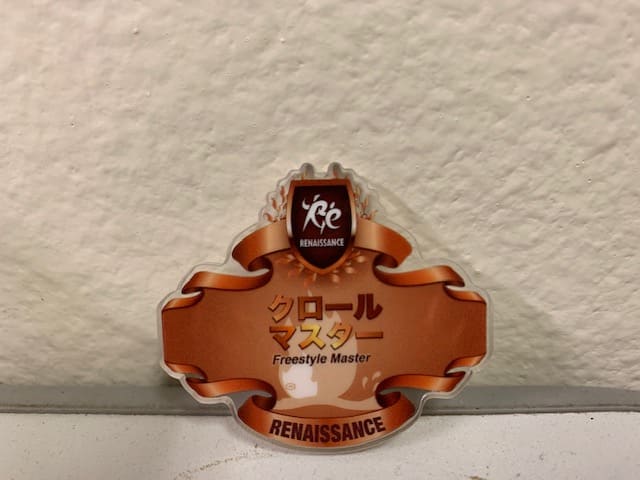 Re
RENAISSANCE
クロール
マスター
Freestyle Master
RENAISSANCE